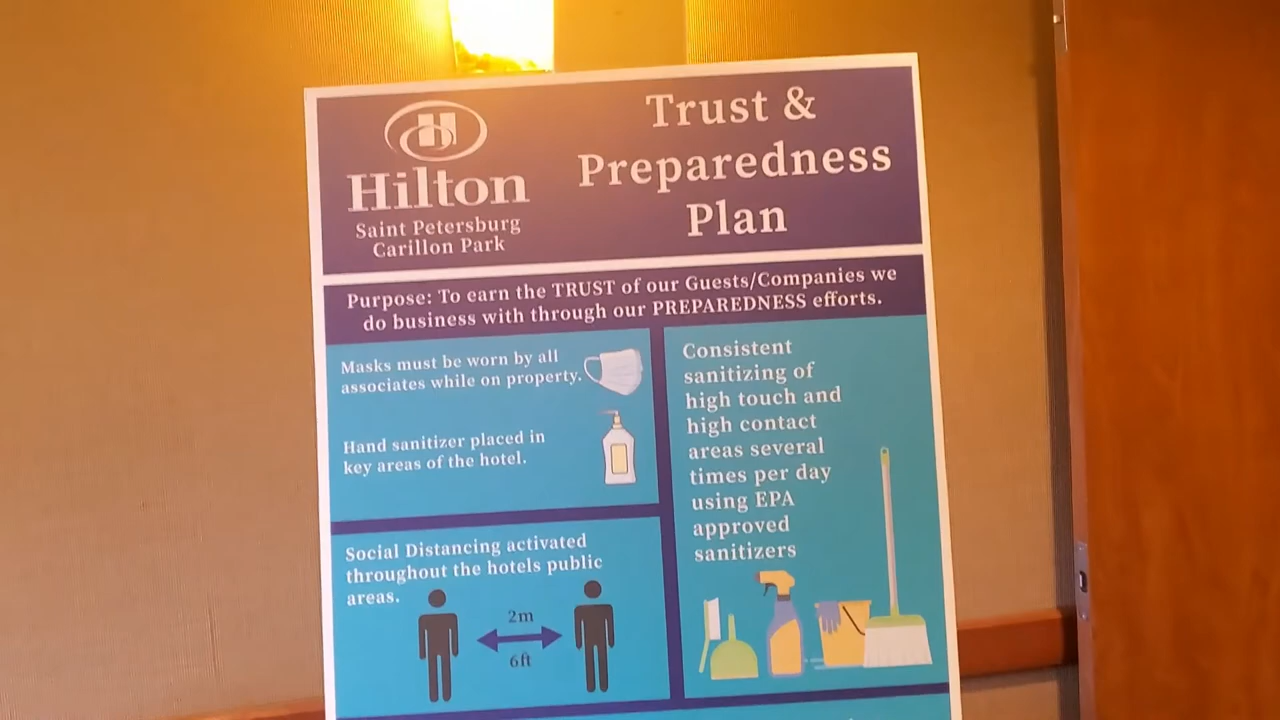 Hilton
Saint Petersburg
Carillon Park
Trust &
Preparedness
Plan
Purpose: To earn the TRUST of our Guests/Companies we
do business with through our PREPAREDNESS efforts.
Masks must be worn by all
associates while on property.
Hand sanitizer placed in
key areas of the hotel.
Social Distancing activated
throughout the hotels public
areas.
2m
6ft
Consistent
sanitizing of
high touch and
high contact
areas several
times per day
using EPA
approved
sanitizers